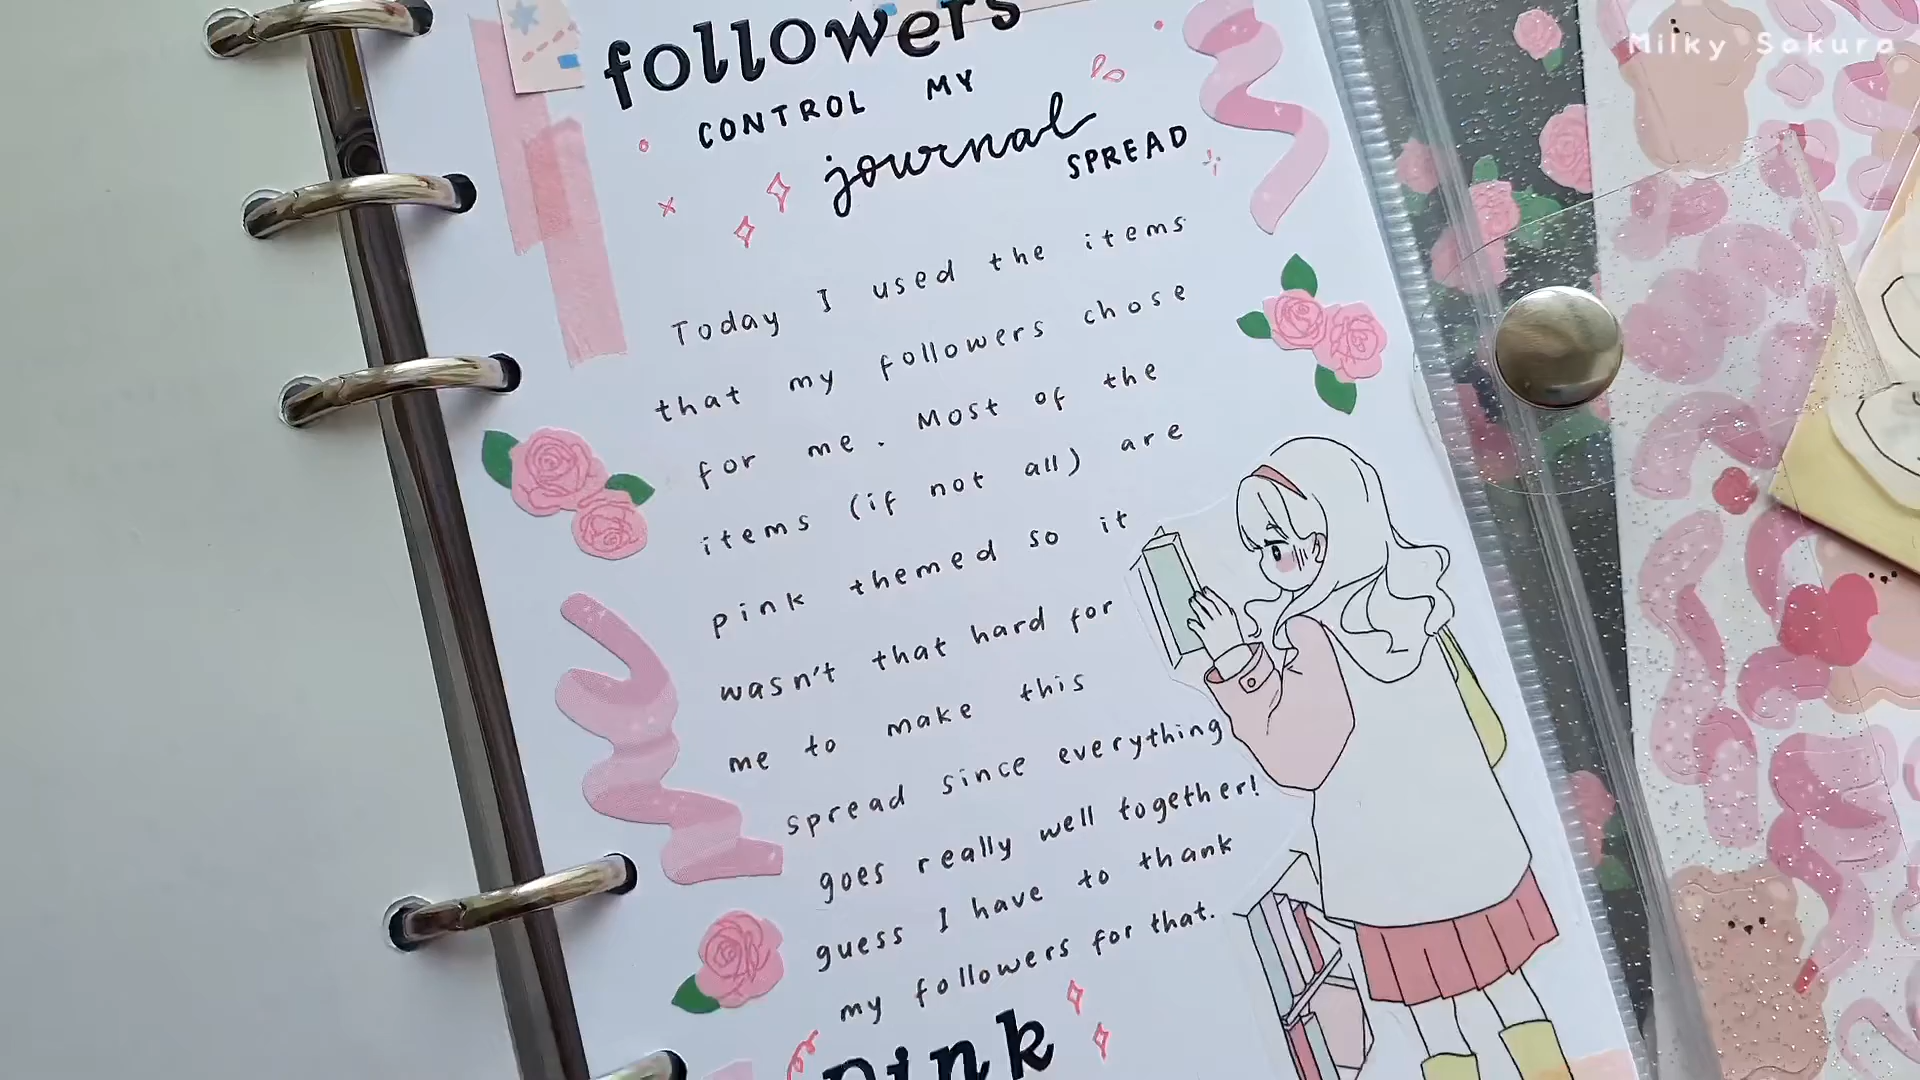 Milky Sakura
followers
CONTROL MY
journal
SPREAD
Today I used the items
that my followers chose
for me. Most of the
items (if not all) are
pink themed so it
wasn't that hard for
me to make this
spread since everything
goes really well together!
guess I have to thank
my followers for that.
Pink